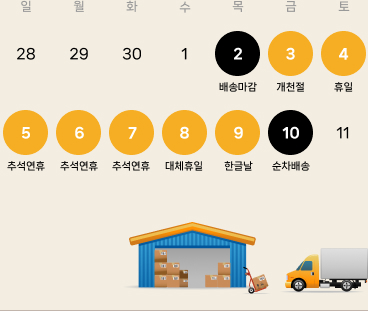 일 월 화 수 목 금 토
28 29 30 1 2 3 4
배송마감 개천절 휴일
5 6 7 8 9 10 11
추석연휴 추석연휴 추석연휴 대체휴일 한글날 순차배송